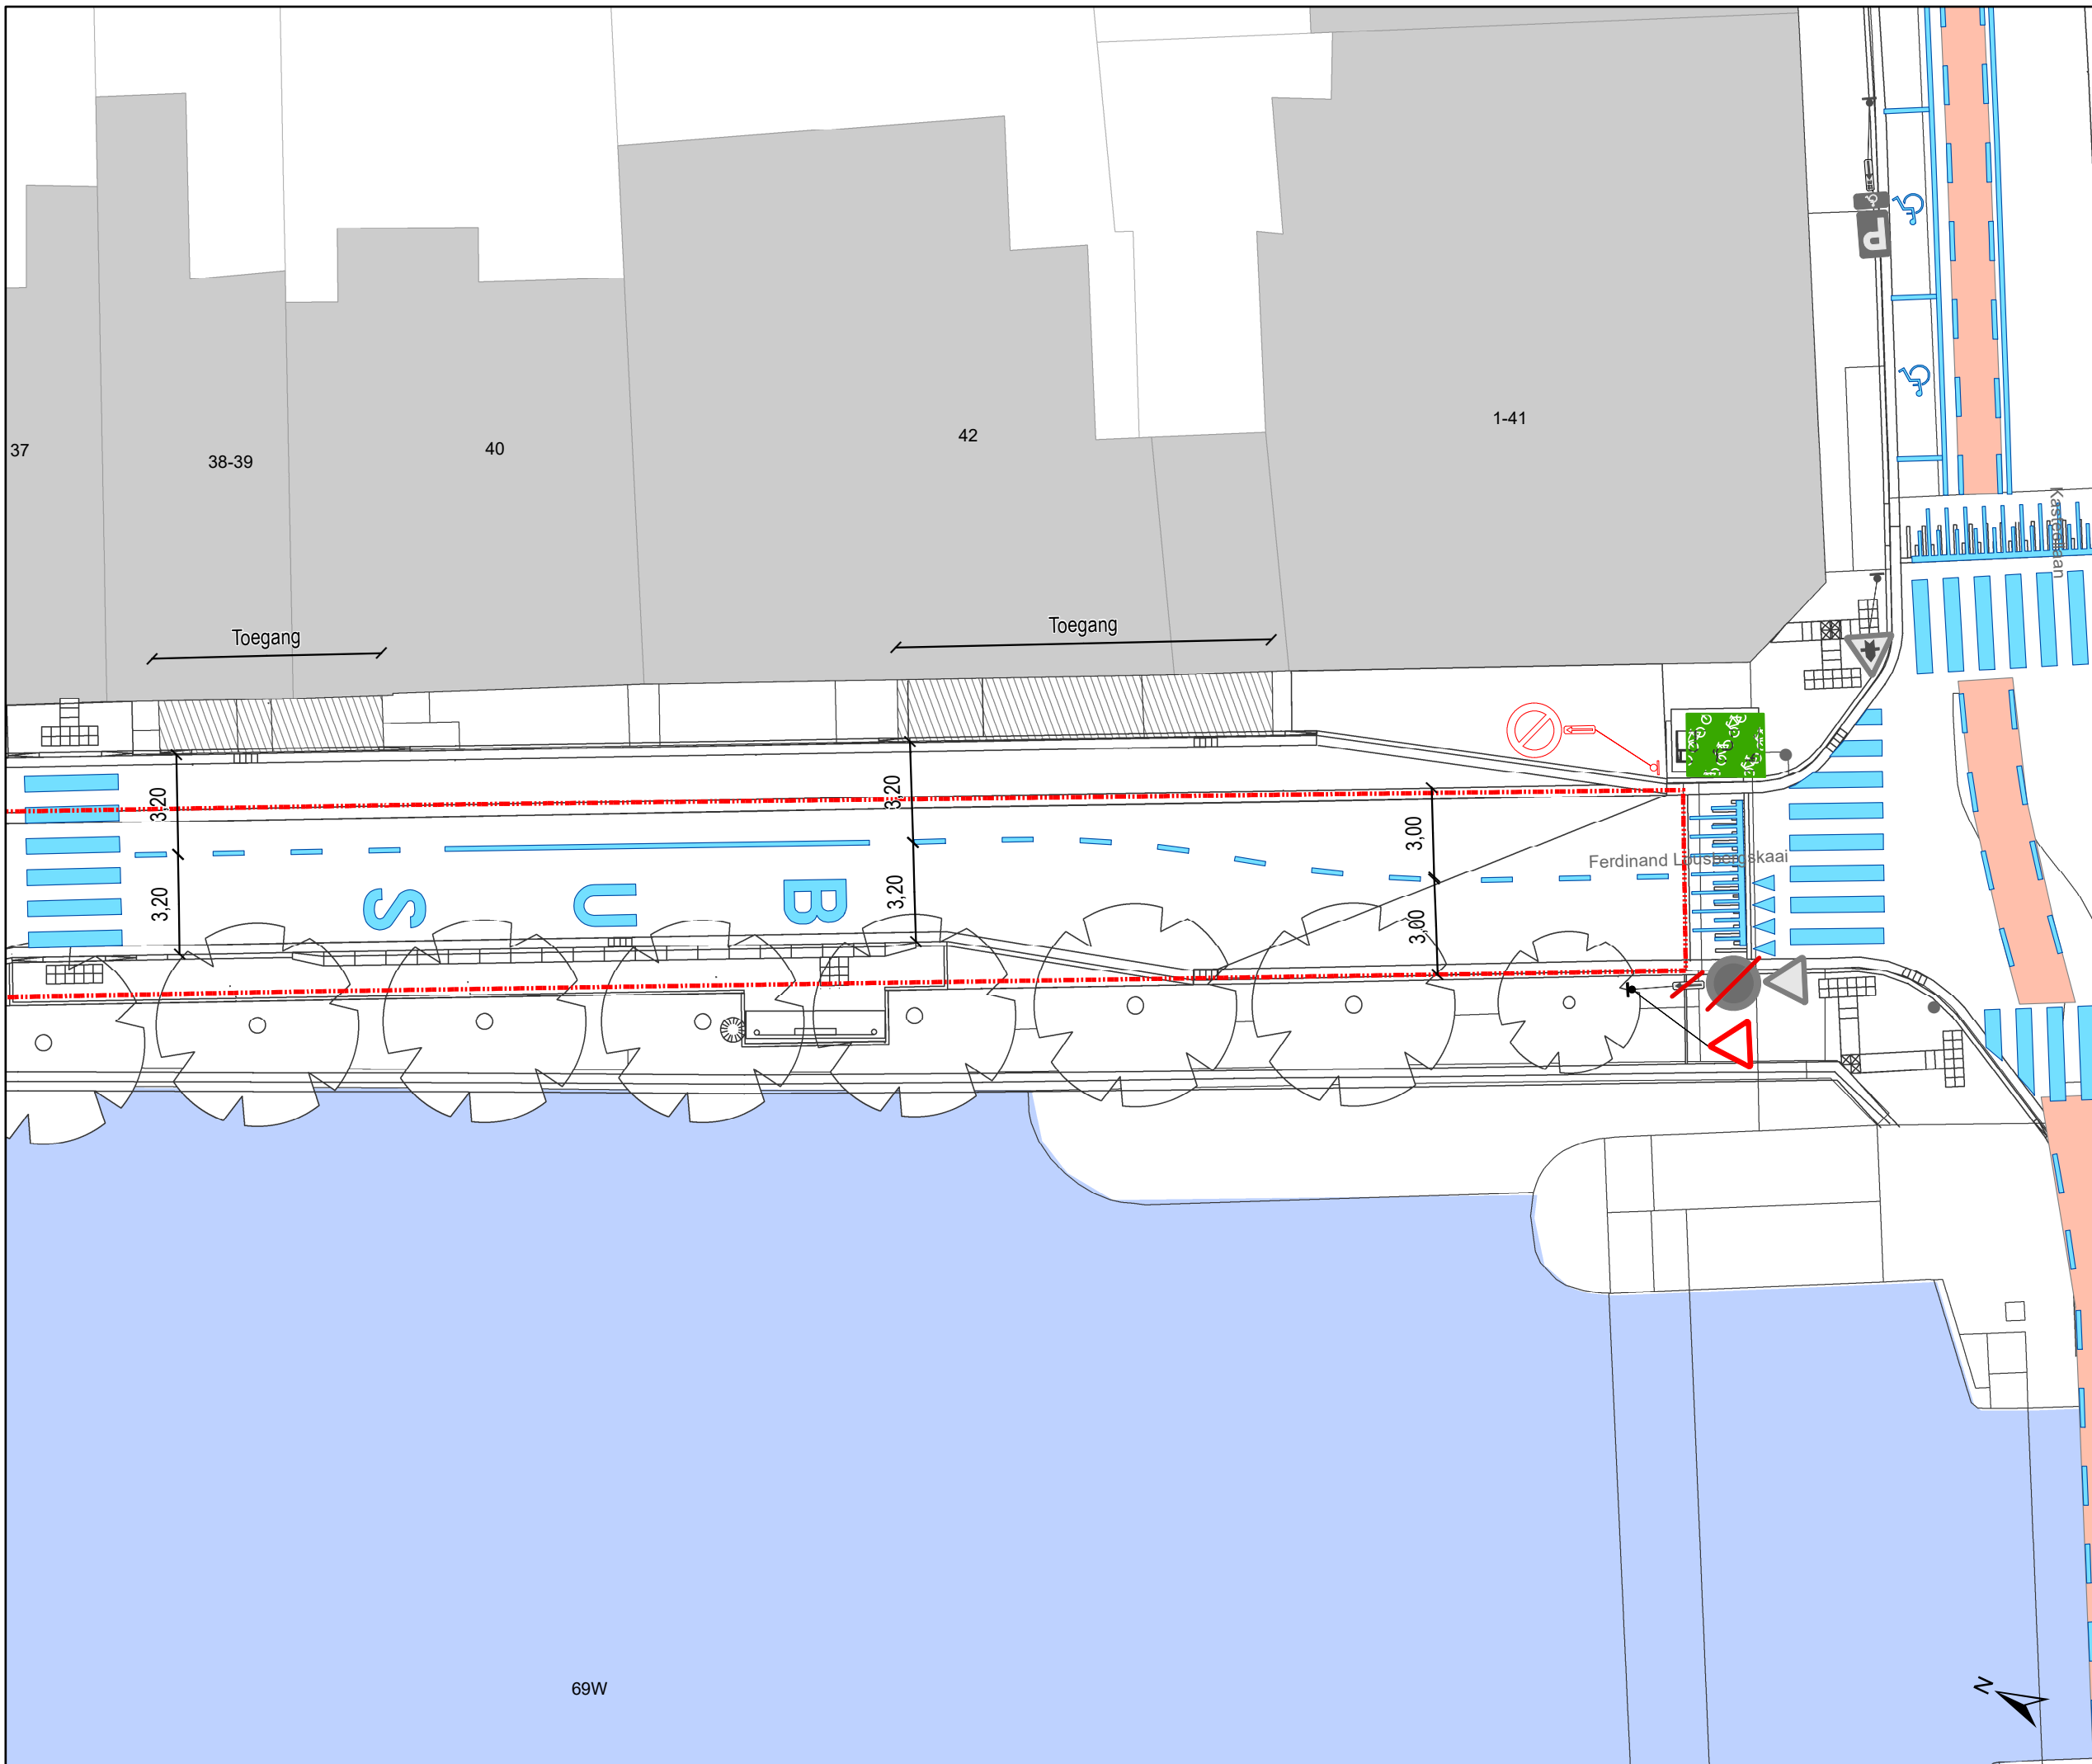 P
1-41
42
40
37
38-39
Kasteellaan
Toegang
Toegang
3,20
3,20
3,00
Ferdinand Lousbergskaai
3,20
3,20
3,00
BUS
N
69W